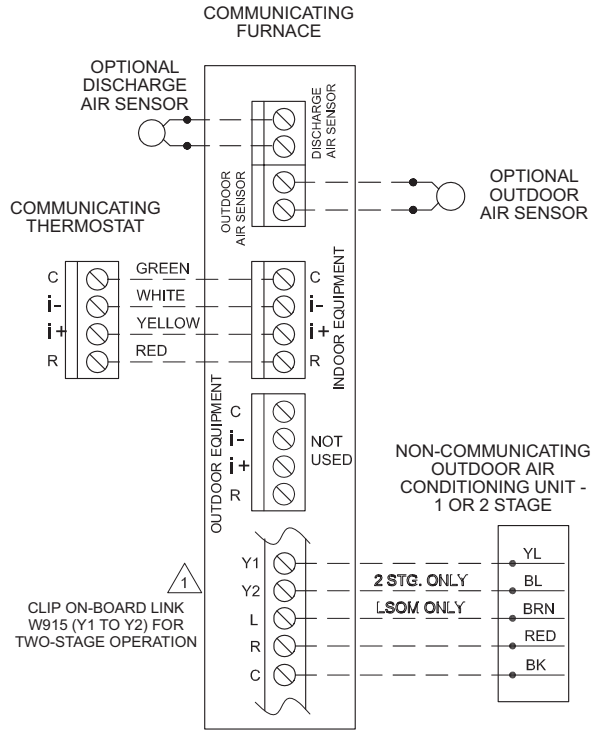 COMMUNICATING
FURNACE
OPTIONAL
DISCHARGE
AIR SENSOR
DISCHARGE
AIR SENSOR
OUTDOOR
AIR SENSOR
OPTIONAL
OUTDOOR
AIR SENSOR
COMMUNICATING
THERMOSTAT
C GREEN C
i- WHITE i-
i+ YELLOW i+
R RED R
INDOOR EQUIPMENT
OUTDOOR EQUIPMENT
C
i-
i+
R
NOT
USED
NON-COMMUNICATING
OUTDOOR AIR
CONDITIONING UNIT -
1 OR 2 STAGE
1
CLIP ON-BOARD LINK
W915 (Y1 TO Y2) FOR
TWO-STAGE OPERATION
Y1 YL
Y2 2 STG. ONLY BL
L LSOM ONLY BRN
R RED
C BK